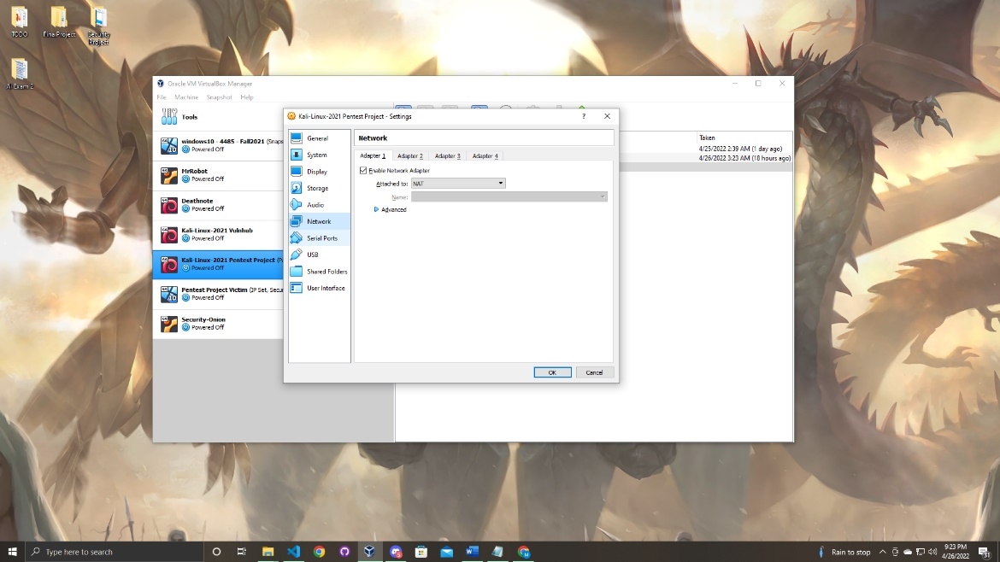 TODO
FinalProject
Security
Project
AI Exam 2
Oracle VM VirtualBox Manager
File Machine Snapshot Help
Tools
windows10 - 4485 - Fall2021 (Snaps
Powered Off
MrRobot
Powered Off
Deathnote
Powered Off
Kali-Linux-2021 Vulnhub
Powered Off
Kali-Linux-2021 Pentest Project (Pa
Powered Off
Pentest Project Victim (IP Set, Secur
Powered Off
Security-Onion
Powered Off
Taken
4/25/2022 2:39 AM (1 day ago)
4/26/2022 3:23 AM (18 hours ago)
Kali-Linux-2021 Pentest Project - Settings
General
System
Display
Storage
Audio
Network
Serial Ports
USB
Shared Folders
User Interface
Network
Adapter 1 Adapter 2 Adapter 3 Adapter 4
Enable Network Adapter
Attached to: NAT
Name:
Advanced
OK Cancel
Type here to search
Rain to stop
9:23 PM
4/26/2022
31